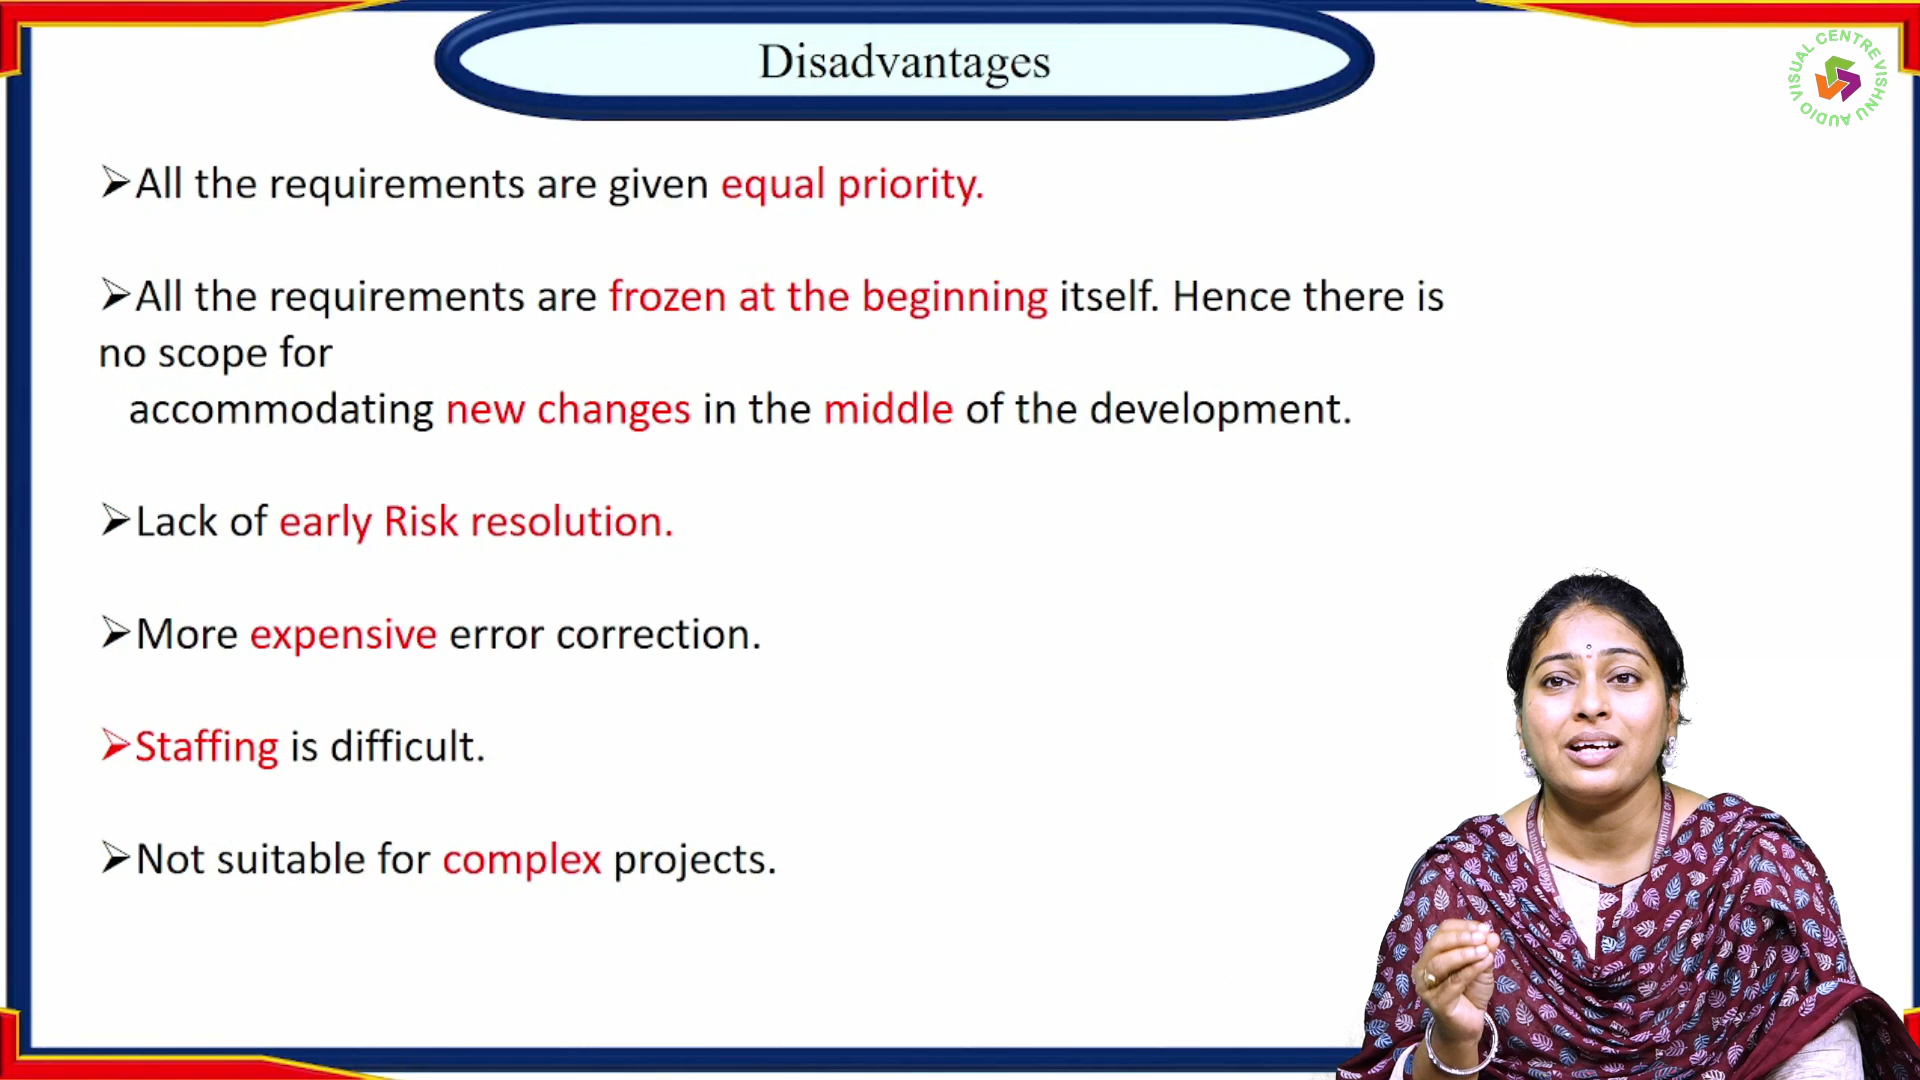 Disadvantages
VISHNU AUDIO VISUAL CENTRE
➢All the requirements are given equal priority.
➢All the requirements are frozen at the beginning itself. Hence there is
no scope for
accommodating new changes in the middle of the development.
➢Lack of early Risk resolution.
➢More expensive error correction.
➢Staffing is difficult.
➢Not suitable for complex projects.